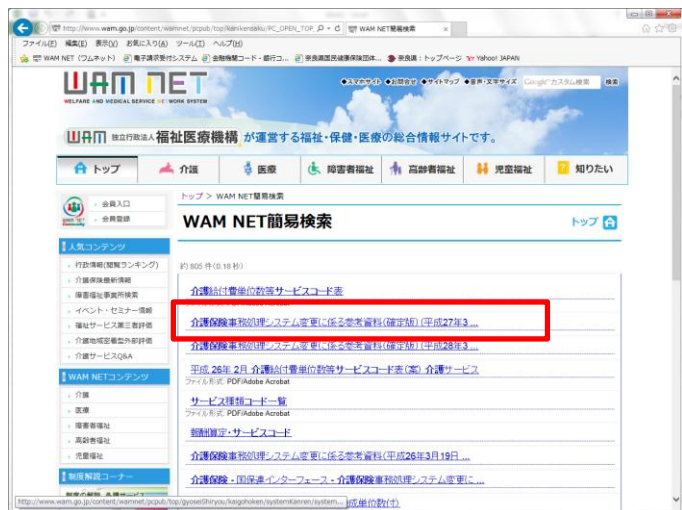 http://www.wam.go.jp/content/wamnet/pcpub/top/kanikensaku/PC_OPEN_TOP
WAM NET簡易検索
ファイル(F) 編集(E) 表示(V) お気に入り(A) ツール(T) ヘルプ(H)
WAM NET (ワムネット) 電子請求受付システム 金融機関コード・銀行コ... 奈良県国民健康保険団体... 奈良県：トップページ Yahoo! JAPAN
WAM NET
WELFARE AND MEDICAL SERVICE NETWORK SYSTEM
●スマホサイト ●お問合せ ●サイトマップ ●音声・文字サイズ Google™カスタム検索 検索
WAM 独立行政法人福祉医療機構 が運営する福祉・保健・医療の総合情報サイトです。
トップ 介護 医療 障害者福祉 高齢者福祉 児童福祉 知りたい
会員入口
会員登録
トップ > WAM NET簡易検索
WAM NET簡易検索
トップ
人気コンテンツ
行政情報(閲覧ランキング)
介護保険最新情報
障害福祉事業所検索
イベント・セミナー情報
福祉サービス第三者評価
介護地域密着型外部評価
介護サービスQ&A
WAM NETコンテンツ
介護
医療
障害者福祉
高齢者福祉
児童福祉
制度解説コーナー
約 805 件 (0.18 秒)
介護給付費単位数等サービスコード表
介護保険事務処理システム変更に係る参考資料(確定版)(平成27年3 ...
介護保険事務処理システム変更に係る参考資料(確定版)(平成28年3 ...
平成 26年 2月 介護給付費単位数等サービスコード表(案) 介護サービス
ファイル形式: PDF/Adobe Acrobat
サービス種類コード一覧
ファイル形式: PDF/Adobe Acrobat
報酬算定・サービスコード
介護保険事務処理システム変更に係る参考資料(平成26年3月19日 ...
介護保険・国保連インターフェース・介護保険事務処理システム変更に ...
http://www.wam.go.jp/content/wamnet/pcpub/top/gyoseiShiryou/kaigohoken/systemKanren/system...